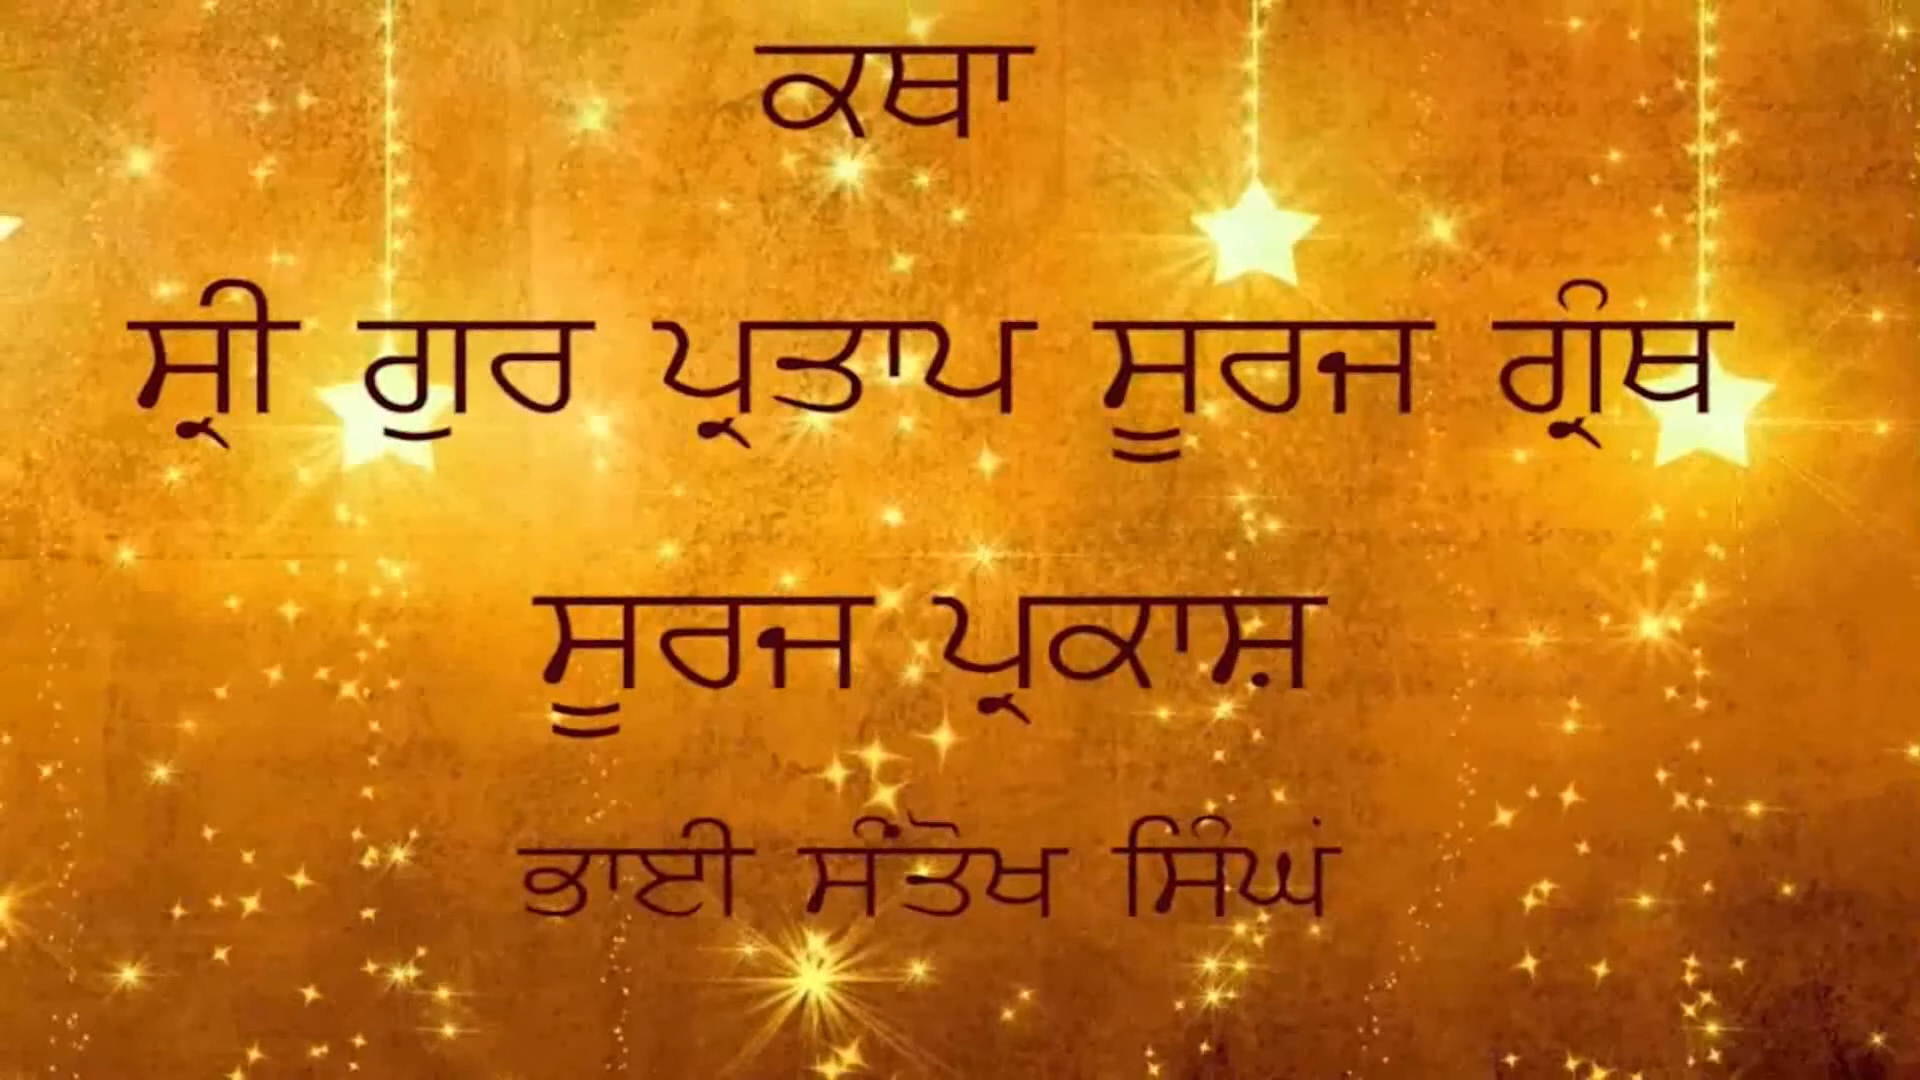 ਕਥਾ
ਸ੍ਰੀ ਗੁਰ ਪ੍ਰਤਾਪ ਸੂਰਜ ਗ੍ਰੰਥ
ਸੂਰਜ ਪ੍ਰਕਾਸ਼
ਭਾਈ ਸੰਤੋਖ ਸਿੰਘਂ